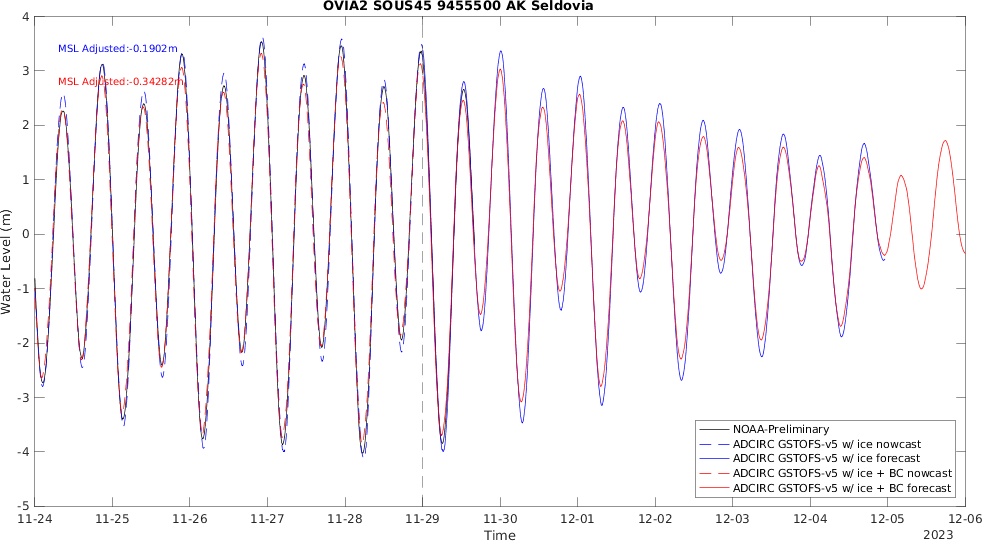 OVIA2 SOUS45 9455500 AK Seldovia
4
MSL Adjusted:-0.1902m
3
MSL Adjusted:-0.34282m
2
1
0
Water Level (m)
-1
-2
-3
-4
-5
NOAA-Preliminary
ADCIRC GSTOFS-v5 w/ ice nowcast
ADCIRC GSTOFS-v5 w/ ice forecast
ADCIRC GSTOFS-v5 w/ ice + BC nowcast
ADCIRC GSTOFS-v5 w/ ice + BC forecast
11-24 11-25 11-26 11-27 11-28 11-29 11-30 12-01 12-02 12-03 12-04 12-05 12-06
Time
2023